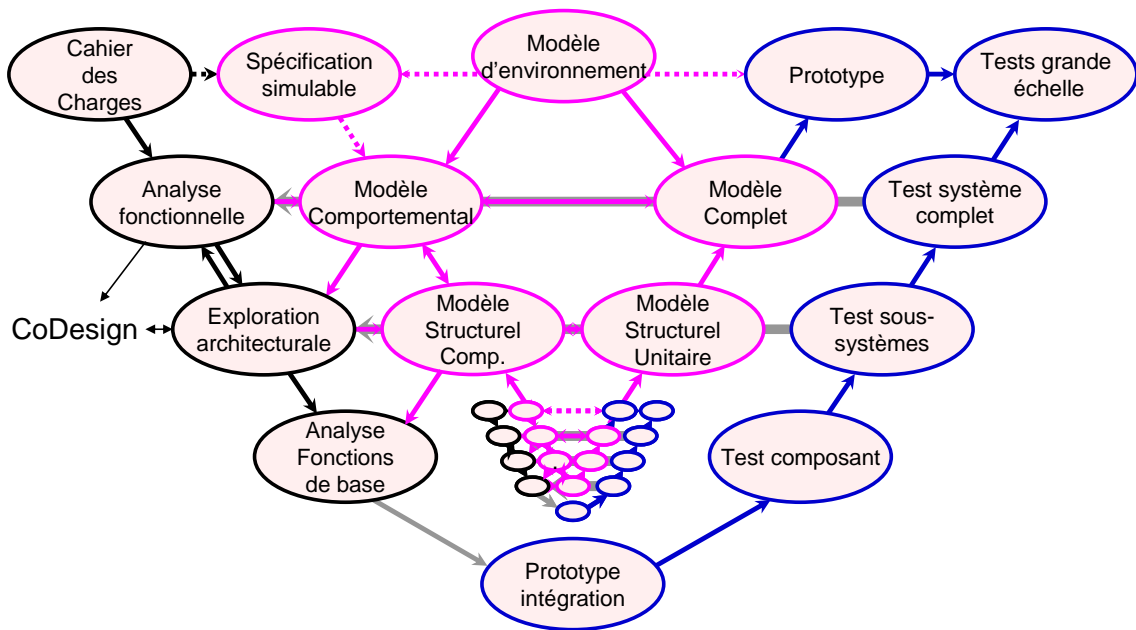 Cahier
des
Charges
Spécification
simulable
Modèle
d'environnement
Prototype
Tests grande
échelle
Analyse
fonctionnelle
Modèle
Comportemental
Modèle
Complet
Test système
complet
CoDesign
Exploration
architecturale
Modèle
Structurel
Comp.
Modèle
Structurel
Unitaire
Test sous-
systèmes
Analyse
Fonctions
de base
Test composant
Prototype
intégration